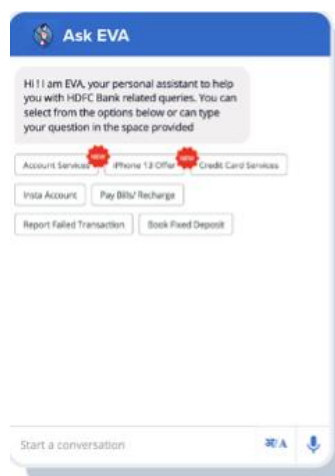 Ask EVA
Hi ! I am EVA, your personal assistant to help
you with HDFC Bank related queries. You can
select from the options below or can type
your question in the space provided
Account Services NEW iPhone 13 Offer NEW Credit Card Services
Insta Account Pay Bills/ Recharge
Report Failed Transaction Book Fixed Deposit
Start a conversation अ/A